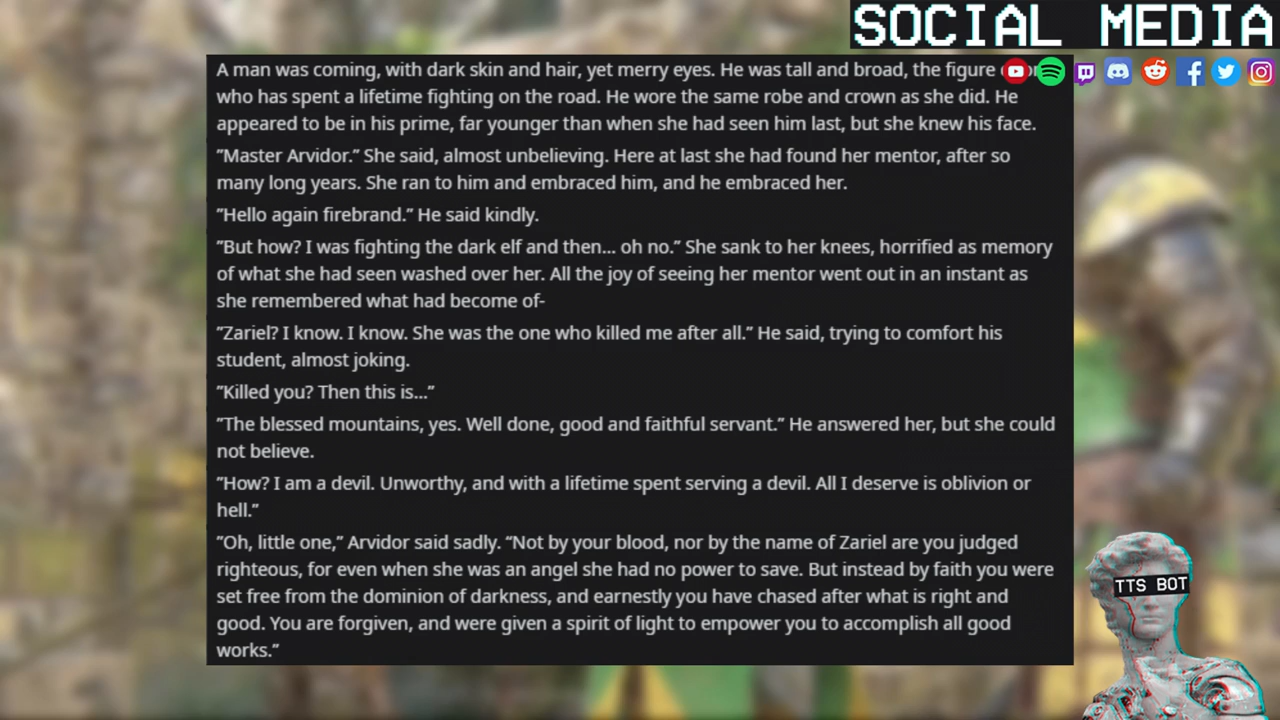 SOCIAL MEDIA
A man was coming, with dark skin and hair, yet merry eyes. He was tall and broad, the figure
who has spent a lifetime fighting on the road. He wore the same robe and crown as she did. He
appeared to be in his prime, far younger than when she had seen him last, but she knew his face.
”Master Arvidor.” She said, almost unbelieving. Here at last she had found her mentor, after so
many long years. She ran to him and embraced him, and he embraced her.
”Hello again firebrand.” He said kindly.
”But how? I was fighting the dark elf and then... oh no.” She sank to her knees, horrified as memory
of what she had seen washed over her. All the joy of seeing her mentor went out in an instant as
she remembered what had become of-
”Zariel? I know. I know. She was the one who killed me after all.” He said, trying to comfort his
student, almost joking.
”Killed you? Then this is...”
”The blessed mountains, yes. Well done, good and faithful servant.” He answered her, but she could
not believe.
”How? I am a devil. Unworthy, and with a lifetime spent serving a devil. All I deserve is oblivion or
hell.”
”Oh, little one,” Arvidor said sadly. “Not by your blood, nor by the name of Zariel are you judged
righteous, for even when she was an angel she had no power to save. But instead by faith you were
set free from the dominion of darkness, and earnestly you have chased after what is right and
good. You are forgiven, and were given a spirit of light to empower you to accomplish all good
works.”
TTS BOT